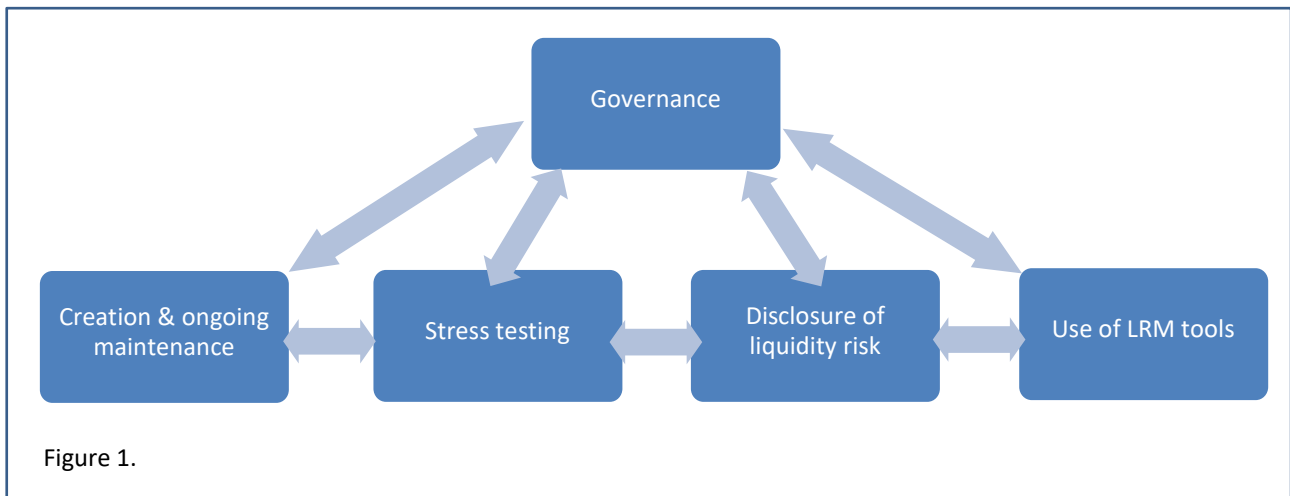 Governance
Creation & ongoing
maintenance
Stress testing
Disclosure of
liquidity risk
Use of LRM tools
Figure 1.